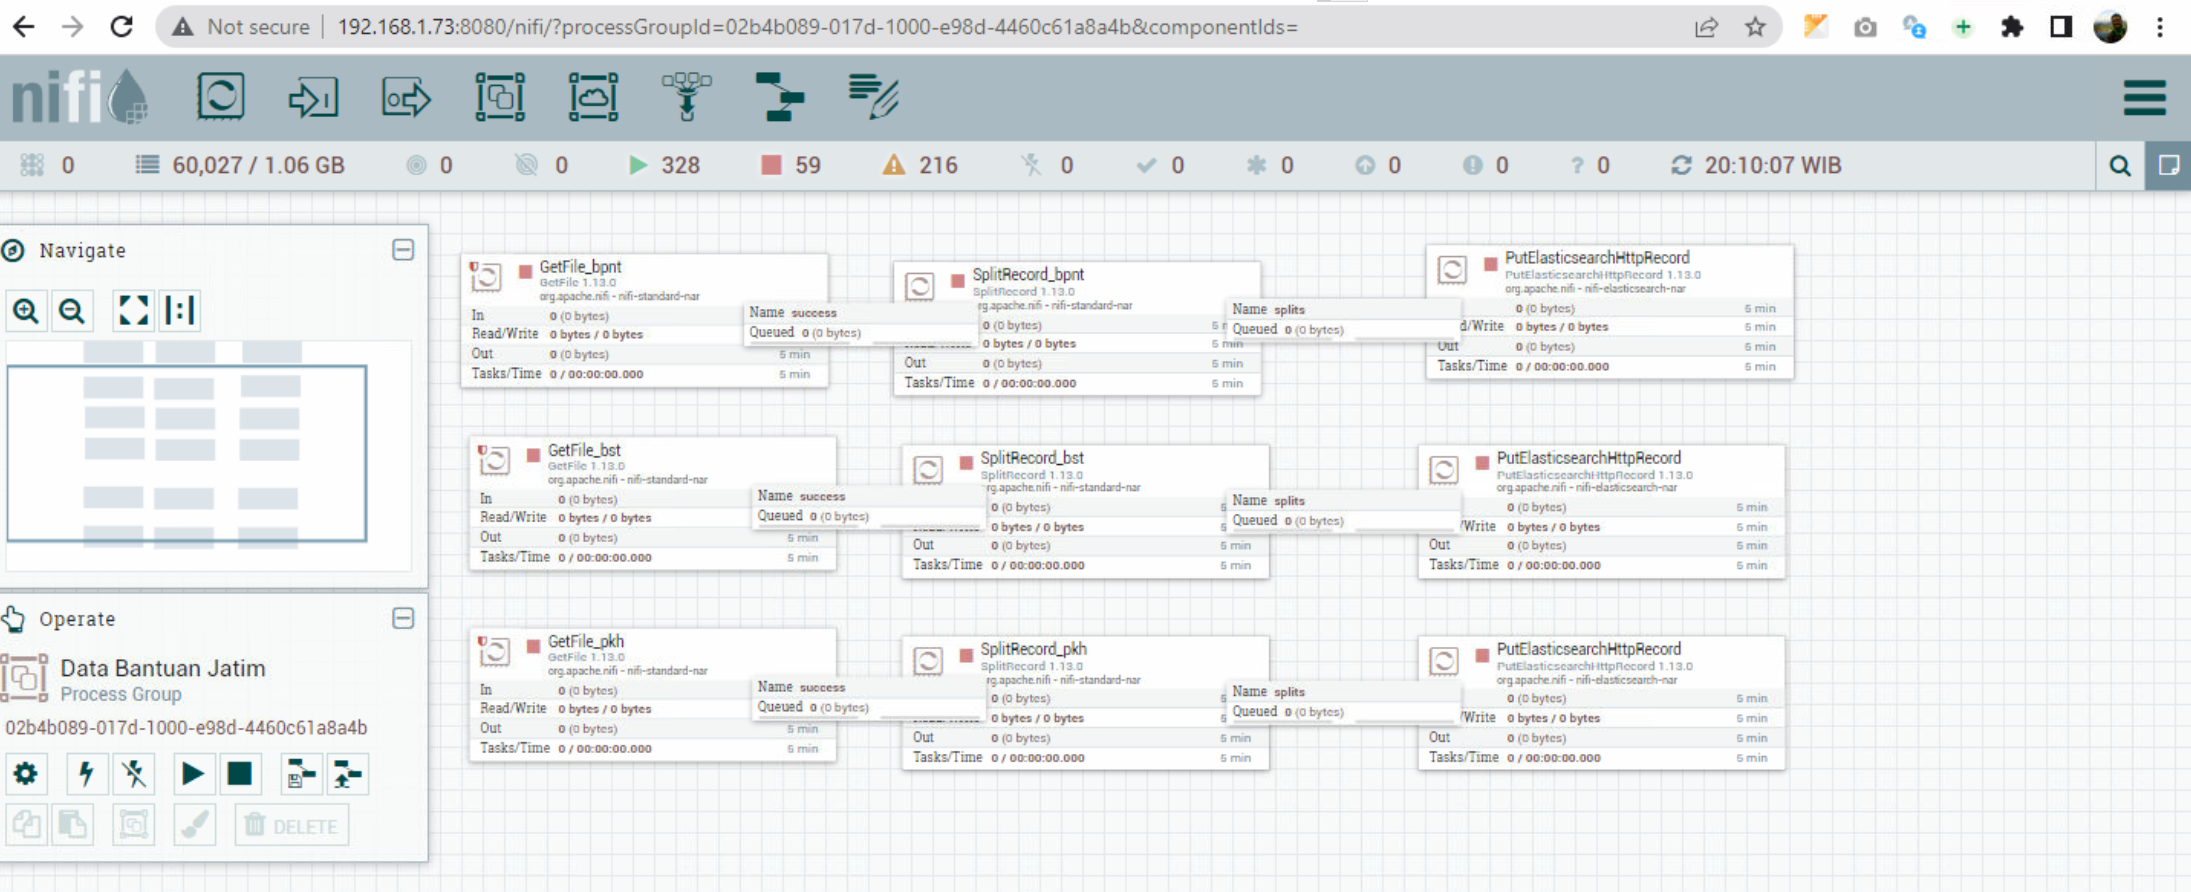 Not secure 192.168.1.73:8080/nifi/?processGroupId=02b4b089-017d-1000-e98d-4460c61a8a4b&componentIds=
nifi
0 60,027 / 1.06 GB 0 0 328 59 216 0 0 0 0 0 ? 0 20:10:07 WIB
Navigate
Operate
Data Bantuan Jatim
Process Group
02b4b089-017d-1000-e98d-4460c61a8a4b
DELETE
GetFile_bpnt
GetFile 1.13.0
org.apache.nifi - nifi-standard-nar
In 0 (0 bytes)
Read/Write 0 bytes / 0 bytes
Out 0 (0 bytes) 5 min
Tasks/Time 0 / 00:00:00.000 5 min
Name success
Queued 0 (0 bytes)
SplitRecord_bpnt
SplitRecord 1.13.0
rg.apache.nifi - nifi-standard-nar
0 (0 bytes) 5
0 bytes / 0 bytes 5 min
Out 0 (0 bytes) 5 min
Tasks/Time 0 / 00:00:00.000 5 min
Name splits
Queued 0 (0 bytes)
PutElasticsearchHttpRecord
PutElasticsearchHttpRecord 1.13.0
org.apache.nifi - nifi-elasticsearch-nar
0 (0 bytes) 5 min
d/Write 0 bytes / 0 bytes 5 min
Out 0 (0 bytes) 5 min
Tasks/Time 0 / 00:00:00.000 5 min
GetFile_bst
GetFile 1.13.0
org.apache.nifi - nifi-standard-nar
In 0 (0 bytes)
Read/Write 0 bytes / 0 bytes
Out 0 (0 bytes) 5 min
Tasks/Time 0 / 00:00:00.000 5 min
Name success
Queued 0 (0 bytes)
SplitRecord_bst
SplitRecord 1.13.0
rg.apache.nifi - nifi-standard-nar
0 (0 bytes) 5
0 bytes / 0 bytes 5
Out 0 (0 bytes) 5 min
Tasks/Time 0 / 00:00:00.000 5 min
Name splits
Queued 0 (0 bytes)
PutElasticsearchHttpRecord
PutElasticsearchHttpRecord 1.13.0
org.apache.nifi - nifi-elasticsearch-nar
0 (0 bytes) 5 min
/Write 0 bytes / 0 bytes 5 min
Out 0 (0 bytes) 5 min
Tasks/Time 0 / 00:00:00.000 5 min
GetFile_pkh
GetFile 1.13.0
org.apache.nifi - nifi-standard-nar
In 0 (0 bytes)
Read/Write 0 bytes / 0 bytes
Out 0 (0 bytes) 5 min
Tasks/Time 0 / 00:00:00.000 5 min
Name success
Queued 0 (0 bytes)
SplitRecord_pkh
SplitRecord 1.13.0
rg.apache.nifi - nifi-standard-nar
0 (0 bytes) 5
0 bytes / 0 bytes 5
Out 0 (0 bytes) 5 min
Tasks/Time 0 / 00:00:00.000 5 min
Name splits
Queued 0 (0 bytes)
PutElasticsearchHttpRecord
PutElasticsearchHttpRecord 1.13.0
org.apache.nifi - nifi-elasticsearch-nar
0 (0 bytes) 5 min
/Write 0 bytes / 0 bytes 5 min
Out 0 (0 bytes) 5 min
Tasks/Time 0 / 00:00:00.000 5 min